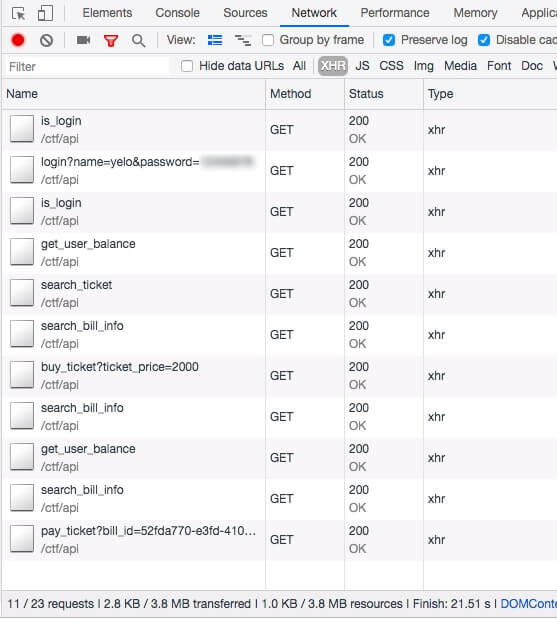 Elements Console Sources Network Performance Memory
View: Group by frame Preserve log
Filter Hide data URLs All XHR JS CSS Img Media Font Doc
Name Method Status Type
is_login
/ctf/api GET 200 OK xhr
login?name=yelo&password=
/ctf/api GET 200 OK xhr
is_login
/ctf/api GET 200 OK xhr
get_user_balance
/ctf/api GET 200 OK xhr
search_ticket
/ctf/api GET 200 OK xhr
search_bill_info
/ctf/api GET 200 OK xhr
buy_ticket?ticket_price=2000
/ctf/api GET 200 OK xhr
search_bill_info
/ctf/api GET 200 OK xhr
get_user_balance
/ctf/api GET 200 OK xhr
search_bill_info
/ctf/api GET 200 OK xhr
pay_ticket?bill_id=52fda770-e3fd-410...
/ctf/api GET 200 OK xhr
11 / 23 requests | 2.8 KB / 3.8 MB transferred | 1.0 KB / 3.8 MB resources | Finish: 21.51 s | DOMConte